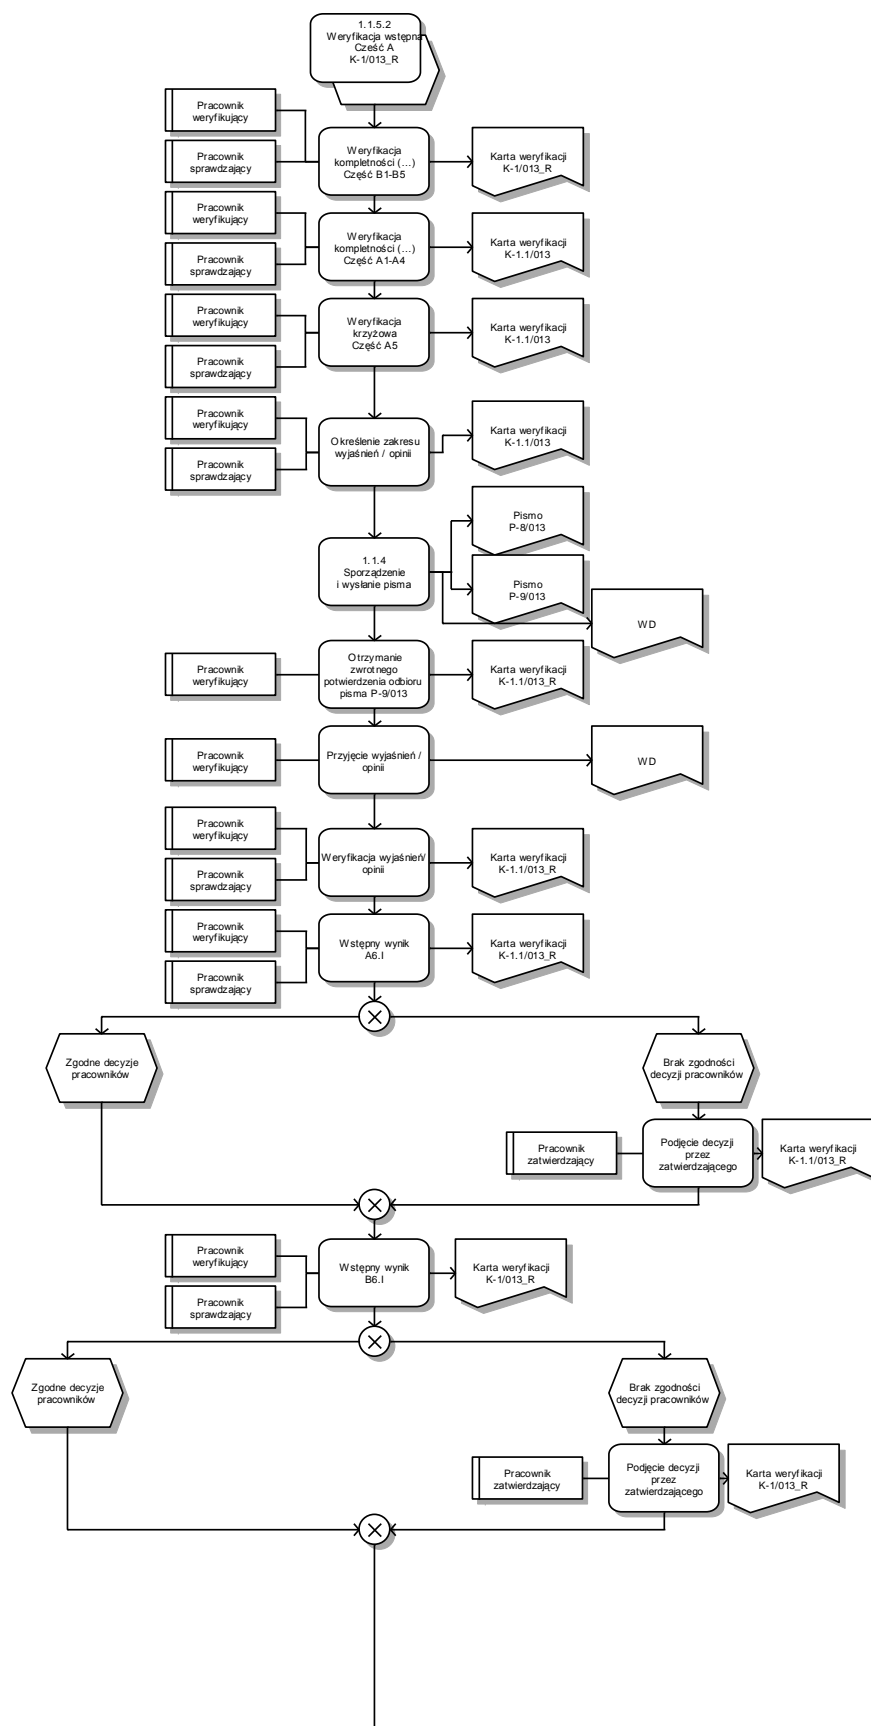 1.1.5.2
Weryfikacja wstępna
Cześć A
K-1/013_R
Pracownik
weryfikujący
Pracownik
sprawdzający
Weryfikacja
kompletności (...)
Część B1-B5
Karta weryfikacji
K-1/013_R
Pracownik
weryfikujący
Pracownik
sprawdzający
Weryfikacja
kompletności (...)
Część A1-A4
Karta weryfikacji
K-1.1/013
Pracownik
weryfikujący
Pracownik
sprawdzający
Weryfikacja
krzyżowa
Część A5
Karta weryfikacji
K-1.1/013
Pracownik
weryfikujący
Pracownik
sprawdzający
Określenie zakresu
wyjaśnień / opinii
Karta weryfikacji
K-1.1/013
1.1.4
Sporządzenie
i wysłanie pisma
Pismo
P-8/013
Pismo
P-9/013
WD
Pracownik
weryfikujący
Otrzymanie
zwrotnego
potwierdzenia odbioru
pisma P-9/013
Karta weryfikacji
K-1.1/013_R
Pracownik
weryfikujący
Przyjęcie wyjaśnień /
opinii
WD
Pracownik
weryfikujący
Pracownik
sprawdzający
Weryfikacja wyjaśnień/
opinii
Karta weryfikacji
K-1.1/013_R
Pracownik
weryfikujący
Pracownik
sprawdzający
Wstępny wynik
A6.I
Karta weryfikacji
K-1.1/013_R
Zgodne decyzje
pracowników
Brak zgodności
decyzji pracowników
Pracownik
zatwierdzający
Podjęcie decyzji
przez
zatwierdzającego
Karta weryfikacji
K-1.1/013_R
Pracownik
weryfikujący
Pracownik
sprawdzający
Wstępny wynik
B6.I
Karta weryfikacji
K-1/013_R
Zgodne decyzje
pracowników
Brak zgodności
decyzji pracowników
Pracownik
zatwierdzający
Podjęcie decyzji
przez
zatwierdzającego
Karta weryfikacji
K-1/013_R